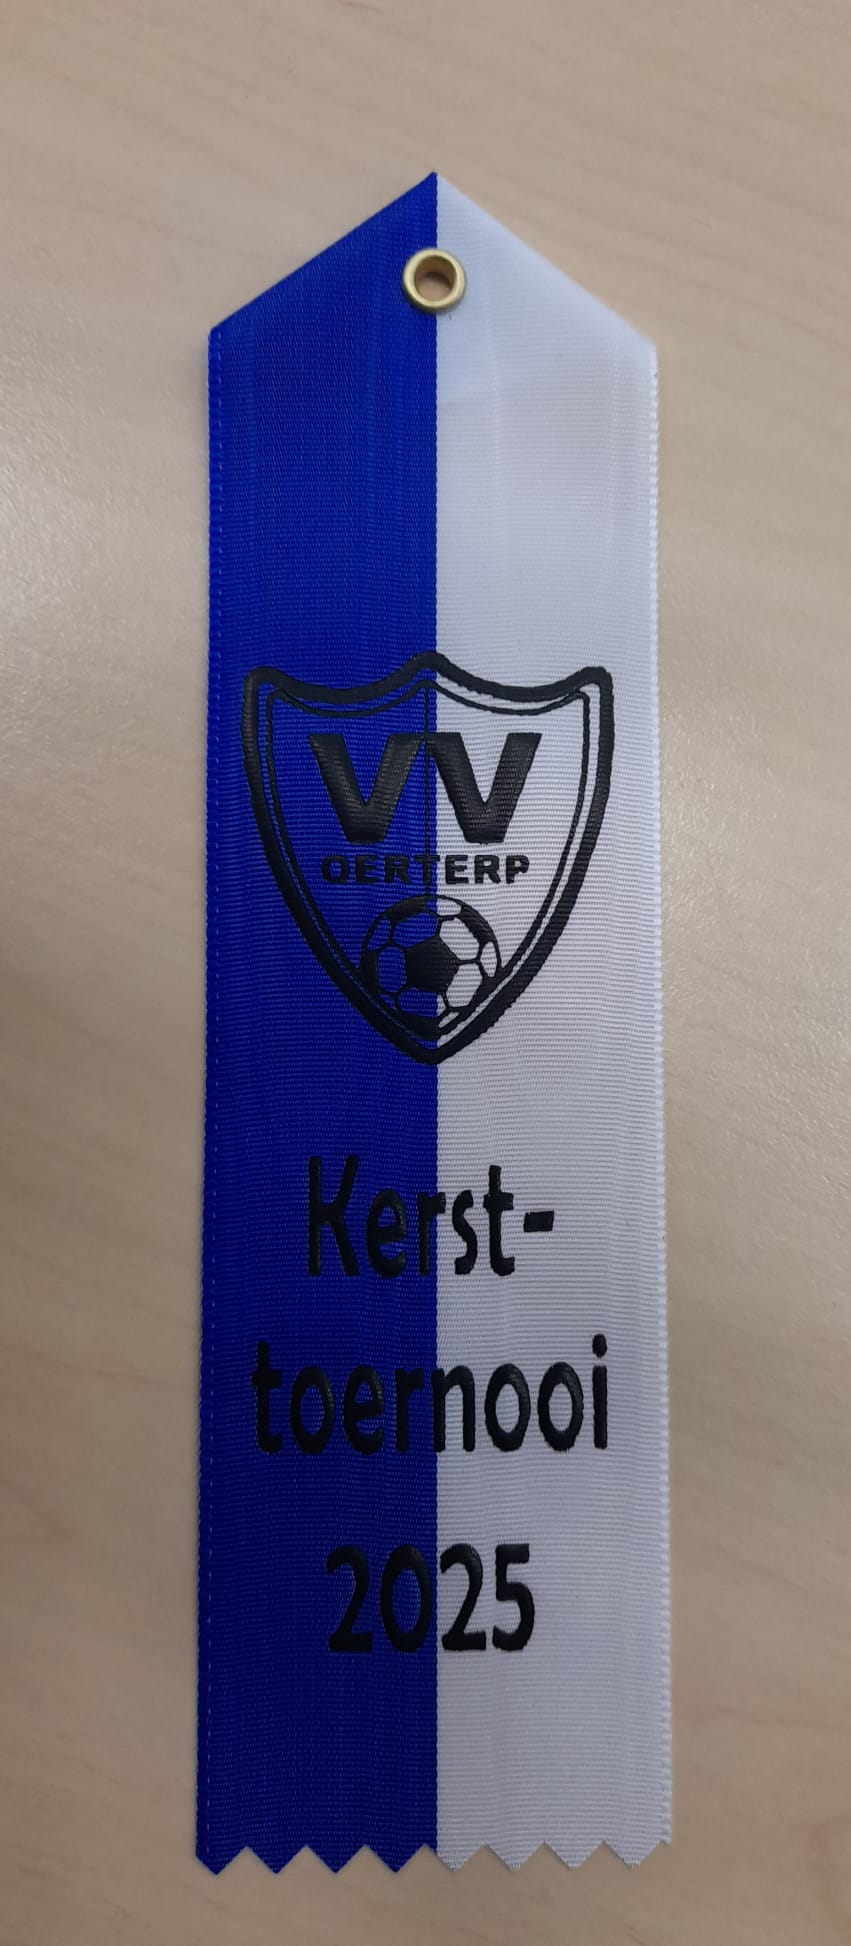 VV
OERTERP
Kerst-
toernooi
2025